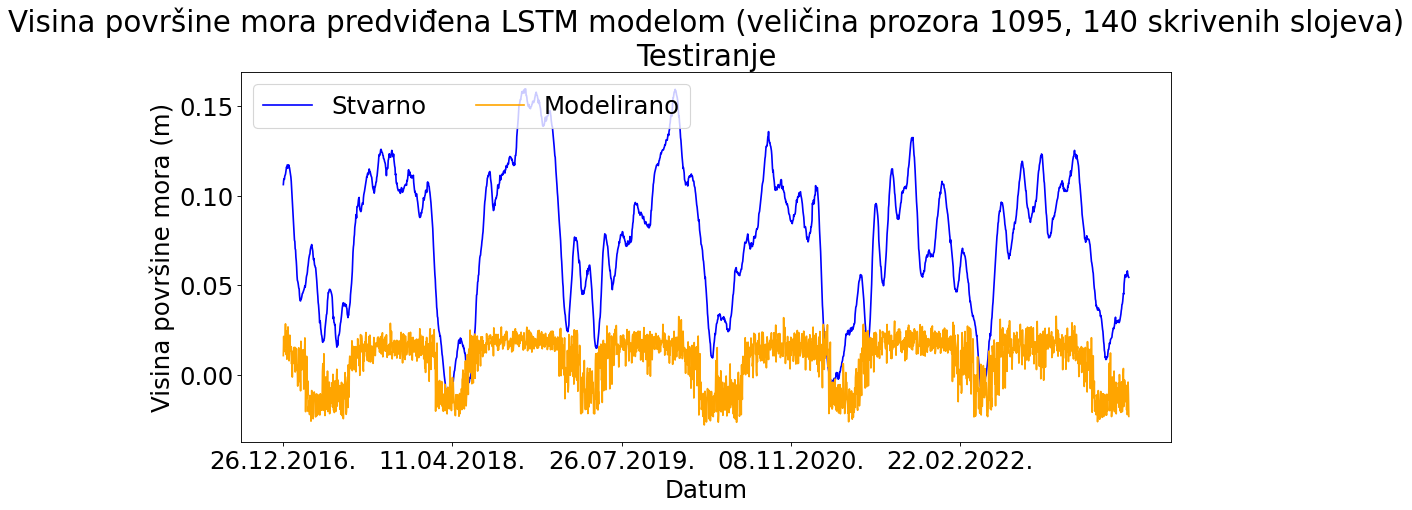 Visina površine mora predviđena LSTM modelom (veličina prozora 1095, 140 skrivenih slojeva)
Testiranje
Stvarno Modelirano
Visina površine mora (m)
0.15
0.10
0.05
0.00
26.12.2016. 11.04.2018. 26.07.2019. 08.11.2020. 22.02.2022.
Datum